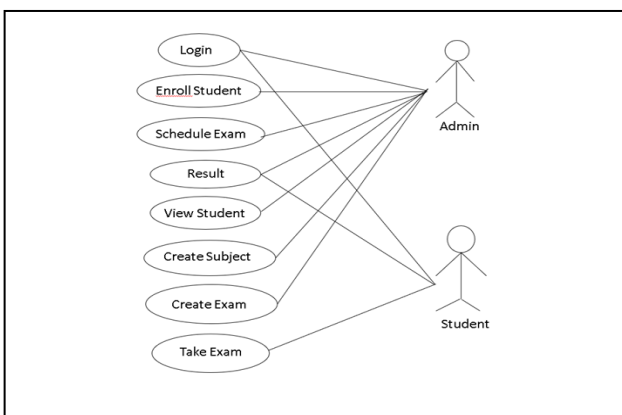 Login
Enroll Student
Schedule Exam
Result
View Student
Create Subject
Create Exam
Take Exam
Admin
Student